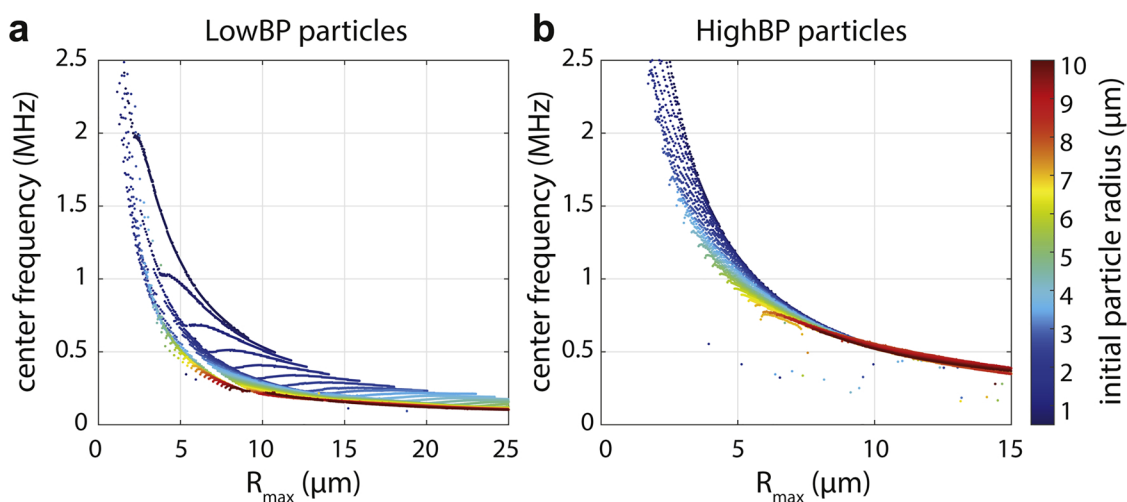 a LowBP particles
center frequency (MHz)
2.5
2
1.5
1
0.5
0
0 5 10 15 20 25
Rmax (µm)
b HighBP particles
center frequency (MHz)
2.5
2
1.5
1
0.5
0
0 5 10 15
Rmax (µm)
10
9
8
7
6
5
4
3
2
1
initial particle radius (µm)